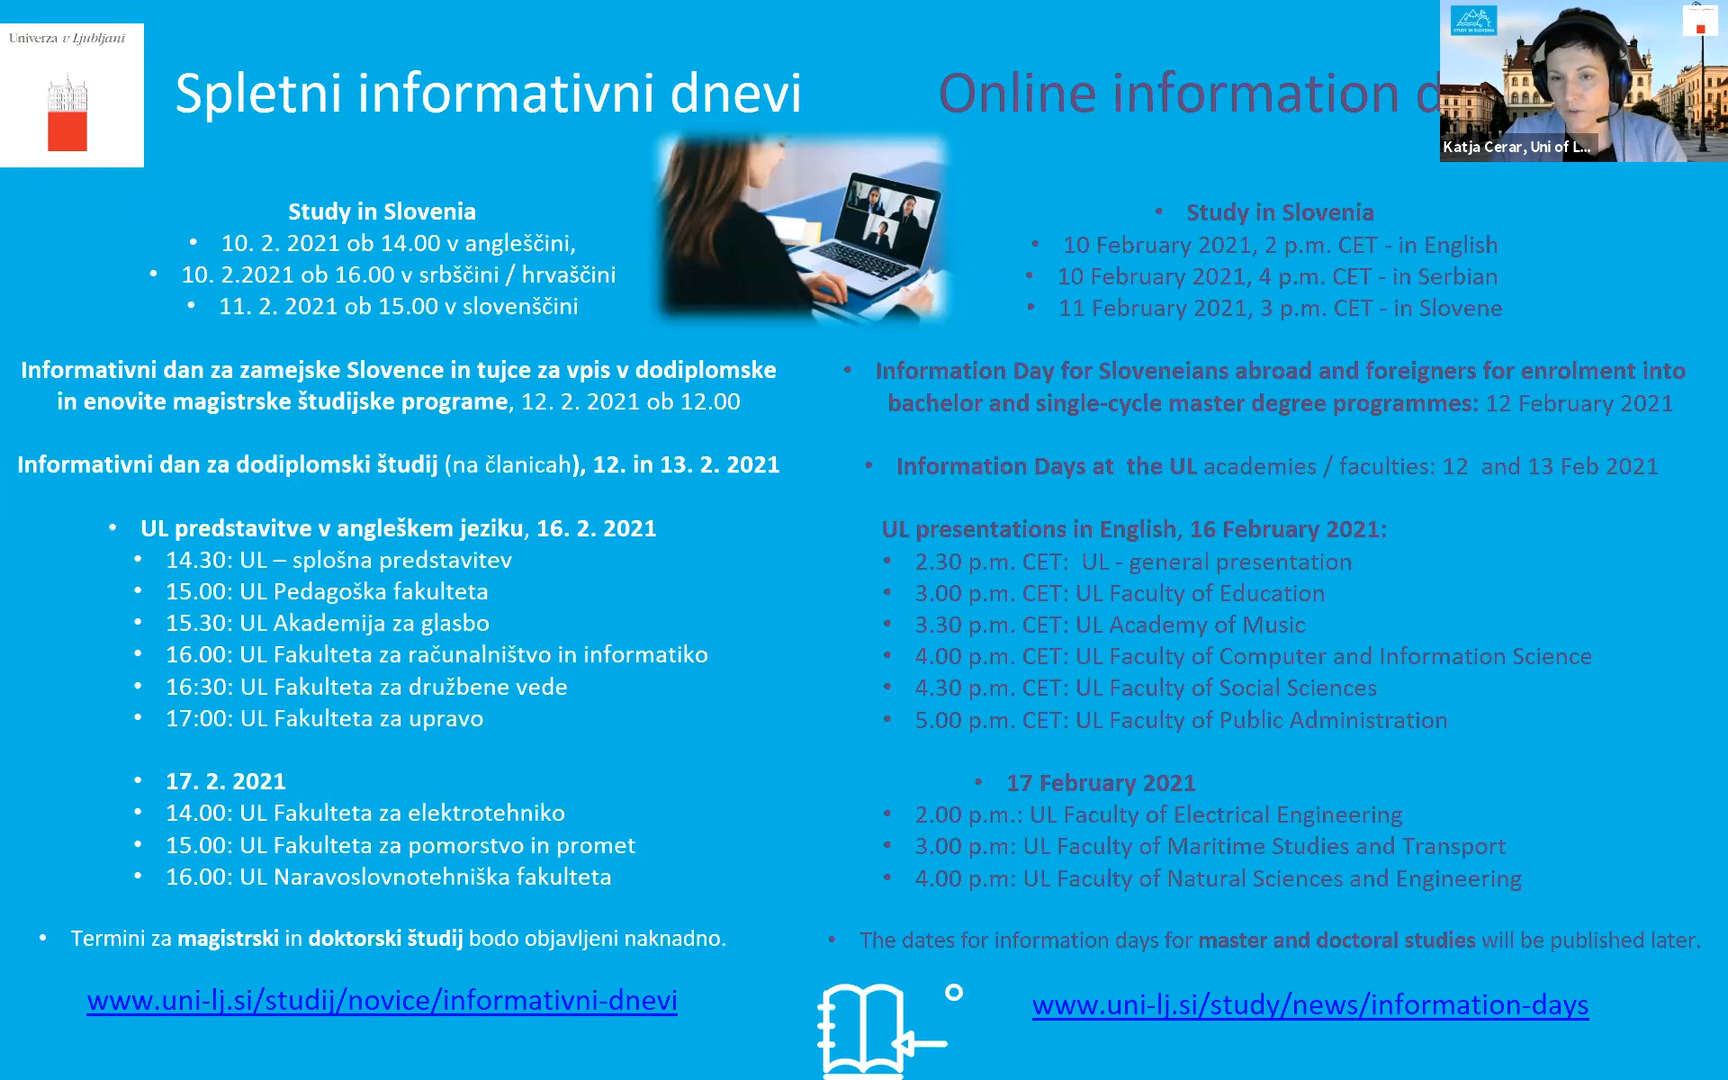 Univerza v Ljubljani
Spletni informativni dnevi
Study in Slovenia
• 10. 2. 2021 ob 14.00 v angleščini,
• 10. 2.2021 ob 16.00 v srbščini / hrvaščini
• 11. 2. 2021 ob 15.00 v slovenščini
Informativni dan za zamejske Slovence in tujce za vpis v dodiplomske
in enovite magistrske študijske programe, 12. 2. 2021 ob 12.00
Informativni dan za dodiplomski študij (na članicah), 12. in 13. 2. 2021
• UL predstavitve v angleškem jeziku, 16. 2. 2021
• 14.30: UL – splošna predstavitev
• 15.00: UL Pedagoška fakulteta
• 15.30: UL Akademija za glasbo
• 16.00: UL Fakulteta za računalništvo in informatiko
• 16:30: UL Fakulteta za družbene vede
• 17:00: UL Fakulteta za upravo
• 17. 2. 2021
• 14.00: UL Fakulteta za elektrotehniko
• 15.00: UL Fakulteta za pomorstvo in promet
• 16.00: UL Naravoslovnotehniška fakulteta
• Termini za magistrski in doktorski študij bodo objavljeni naknadno.
www.uni-lj.si/studij/novice/informativni-dnevi
Online information d
• Study in Slovenia
• 10 February 2021, 2 p.m. CET - in English
• 10 February 2021, 4 p.m. CET - in Serbian
• 11 February 2021, 3 p.m. CET - in Slovene
• Information Day for Sloveneians abroad and foreigners for enrolment into
bachelor and single-cycle master degree programmes: 12 February 2021
• Information Days at the UL academies / faculties: 12 and 13 Feb 2021
UL presentations in English, 16 February 2021:
• 2.30 p.m. CET: UL - general presentation
• 3.00 p.m. CET: UL Faculty of Education
• 3.30 p.m. CET: UL Academy of Music
• 4.00 p.m. CET: UL Faculty of Computer and Information Science
• 4.30 p.m. CET: UL Faculty of Social Sciences
• 5.00 p.m. CET: UL Faculty of Public Administration
• 17 February 2021
• 2.00 p.m.: UL Faculty of Electrical Engineering
• 3.00 p.m: UL Faculty of Maritime Studies and Transport
• 4.00 p.m: UL Faculty of Natural Sciences and Engineering
• The dates for information days for master and doctoral studies will be published later.
www.uni-lj.si/study/news/information-days
STUDY IN SLOVENIA
Katja Cerar, Uni of L...